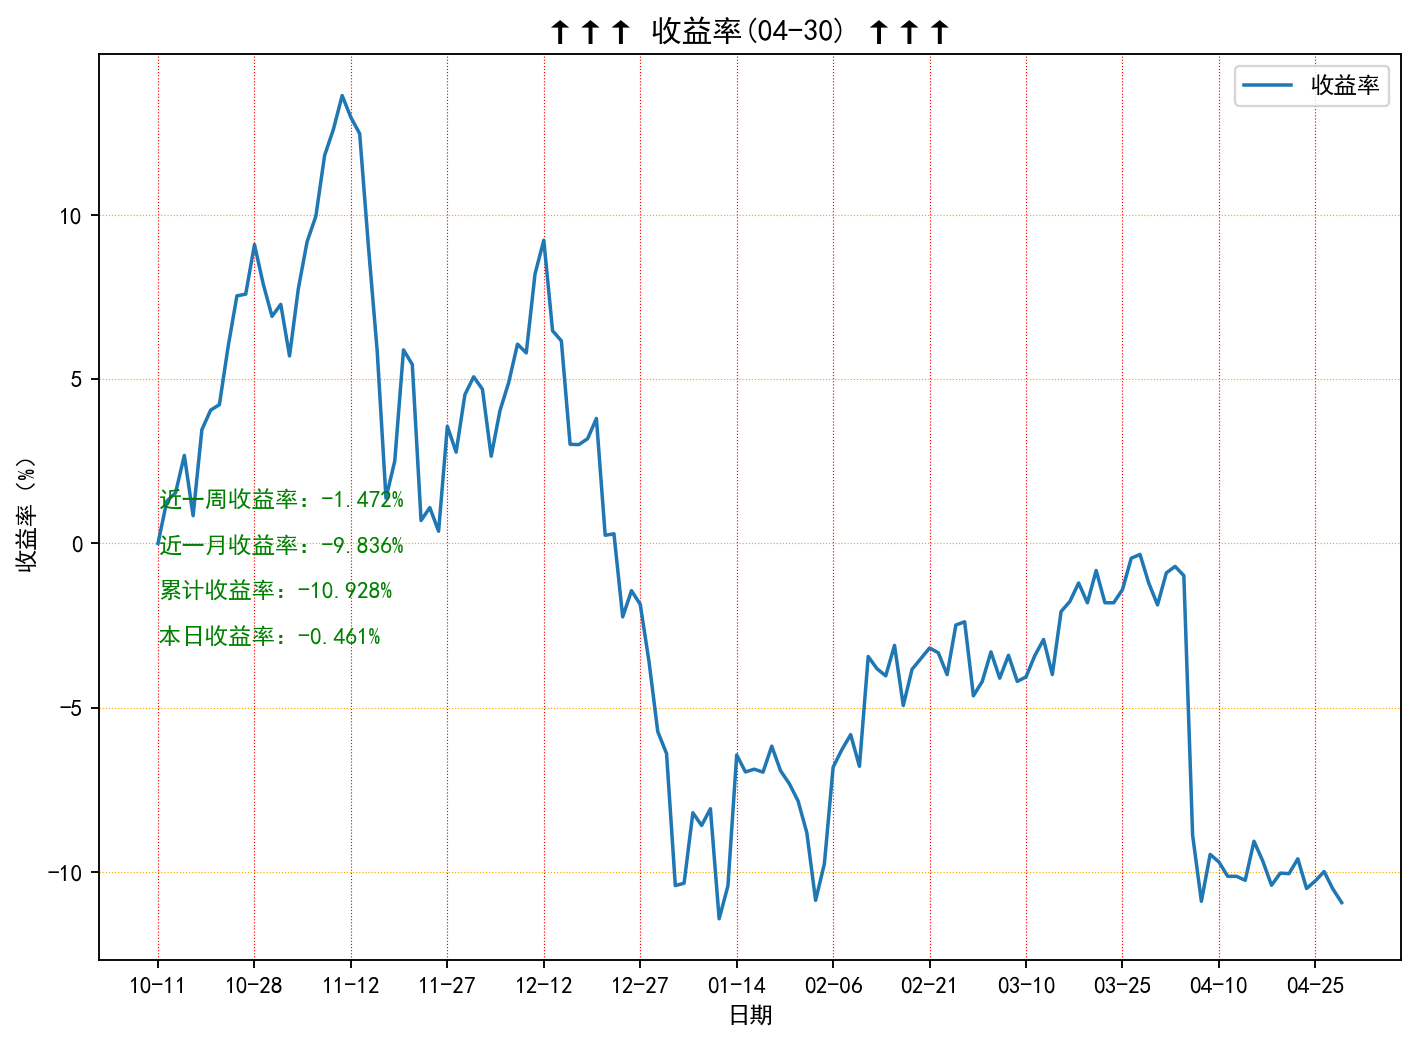 ↑↑↑ 收益率(04-30) ↑↑↑
收益率
收益率 (%)
10
5
0
-5
-10
近一周收益率：-1.472%
近一月收益率：-9.836%
累计收益率：-10.928%
本日收益率：-0.461%
10-11 10-28 11-12 11-27 12-12 12-27 01-14 02-06 02-21 03-10 03-25 04-10 04-25
日期